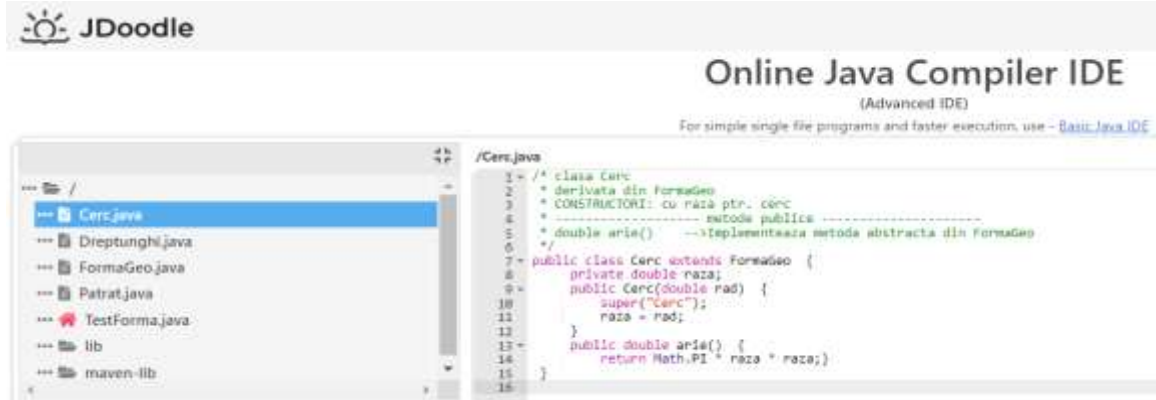 JDoodle
Online Java Compiler IDE
(Advanced IDE)
For simple single file programs and faster execution, use - Basic Java IDE
/
Cerc.java
Dreptunghi.java
FormaGeo.java
Patrat.java
TestForma.java
lib
maven-lib
/Cerc.java
1 /* clasa Cerc
2 * derivata din FormaGeo
3 * CONSTRUCTORI: cu raza ptr. cerc
4 * ------------------- metode publice ---------------------
5 * double arie() -->Implementeaza metoda abstracta din FormaGeo
6 */
7 public class Cerc extends FormaGeo {
8 private double raza;
9 public Cerc(double rad) {
10 super("Cerc");
11 raza = rad;
12 }
13 public double arie() {
14 return Math.PI * raza * raza;}
15 }
16